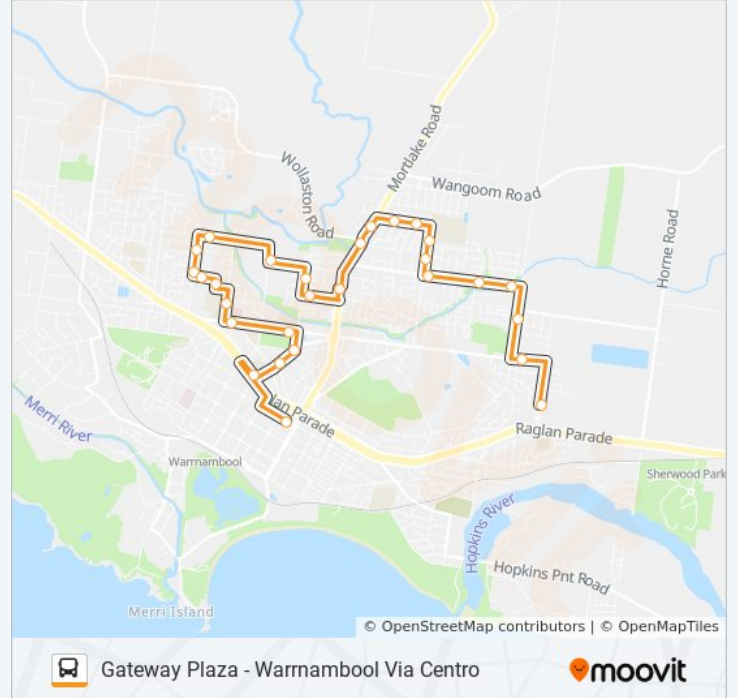 Mortlake Road
Wollaston
Road
Wangoom Road
Horne Road
lan Parade
Merri River
Raglan Parade
Warrnambool
Sherwood Park
Hopkins River
Hopkins Pnt Road
Merri Island
© OpenStreetMap contributors | © OpenMapTiles
Gateway Plaza - Warrnambool Via Centro
moovit